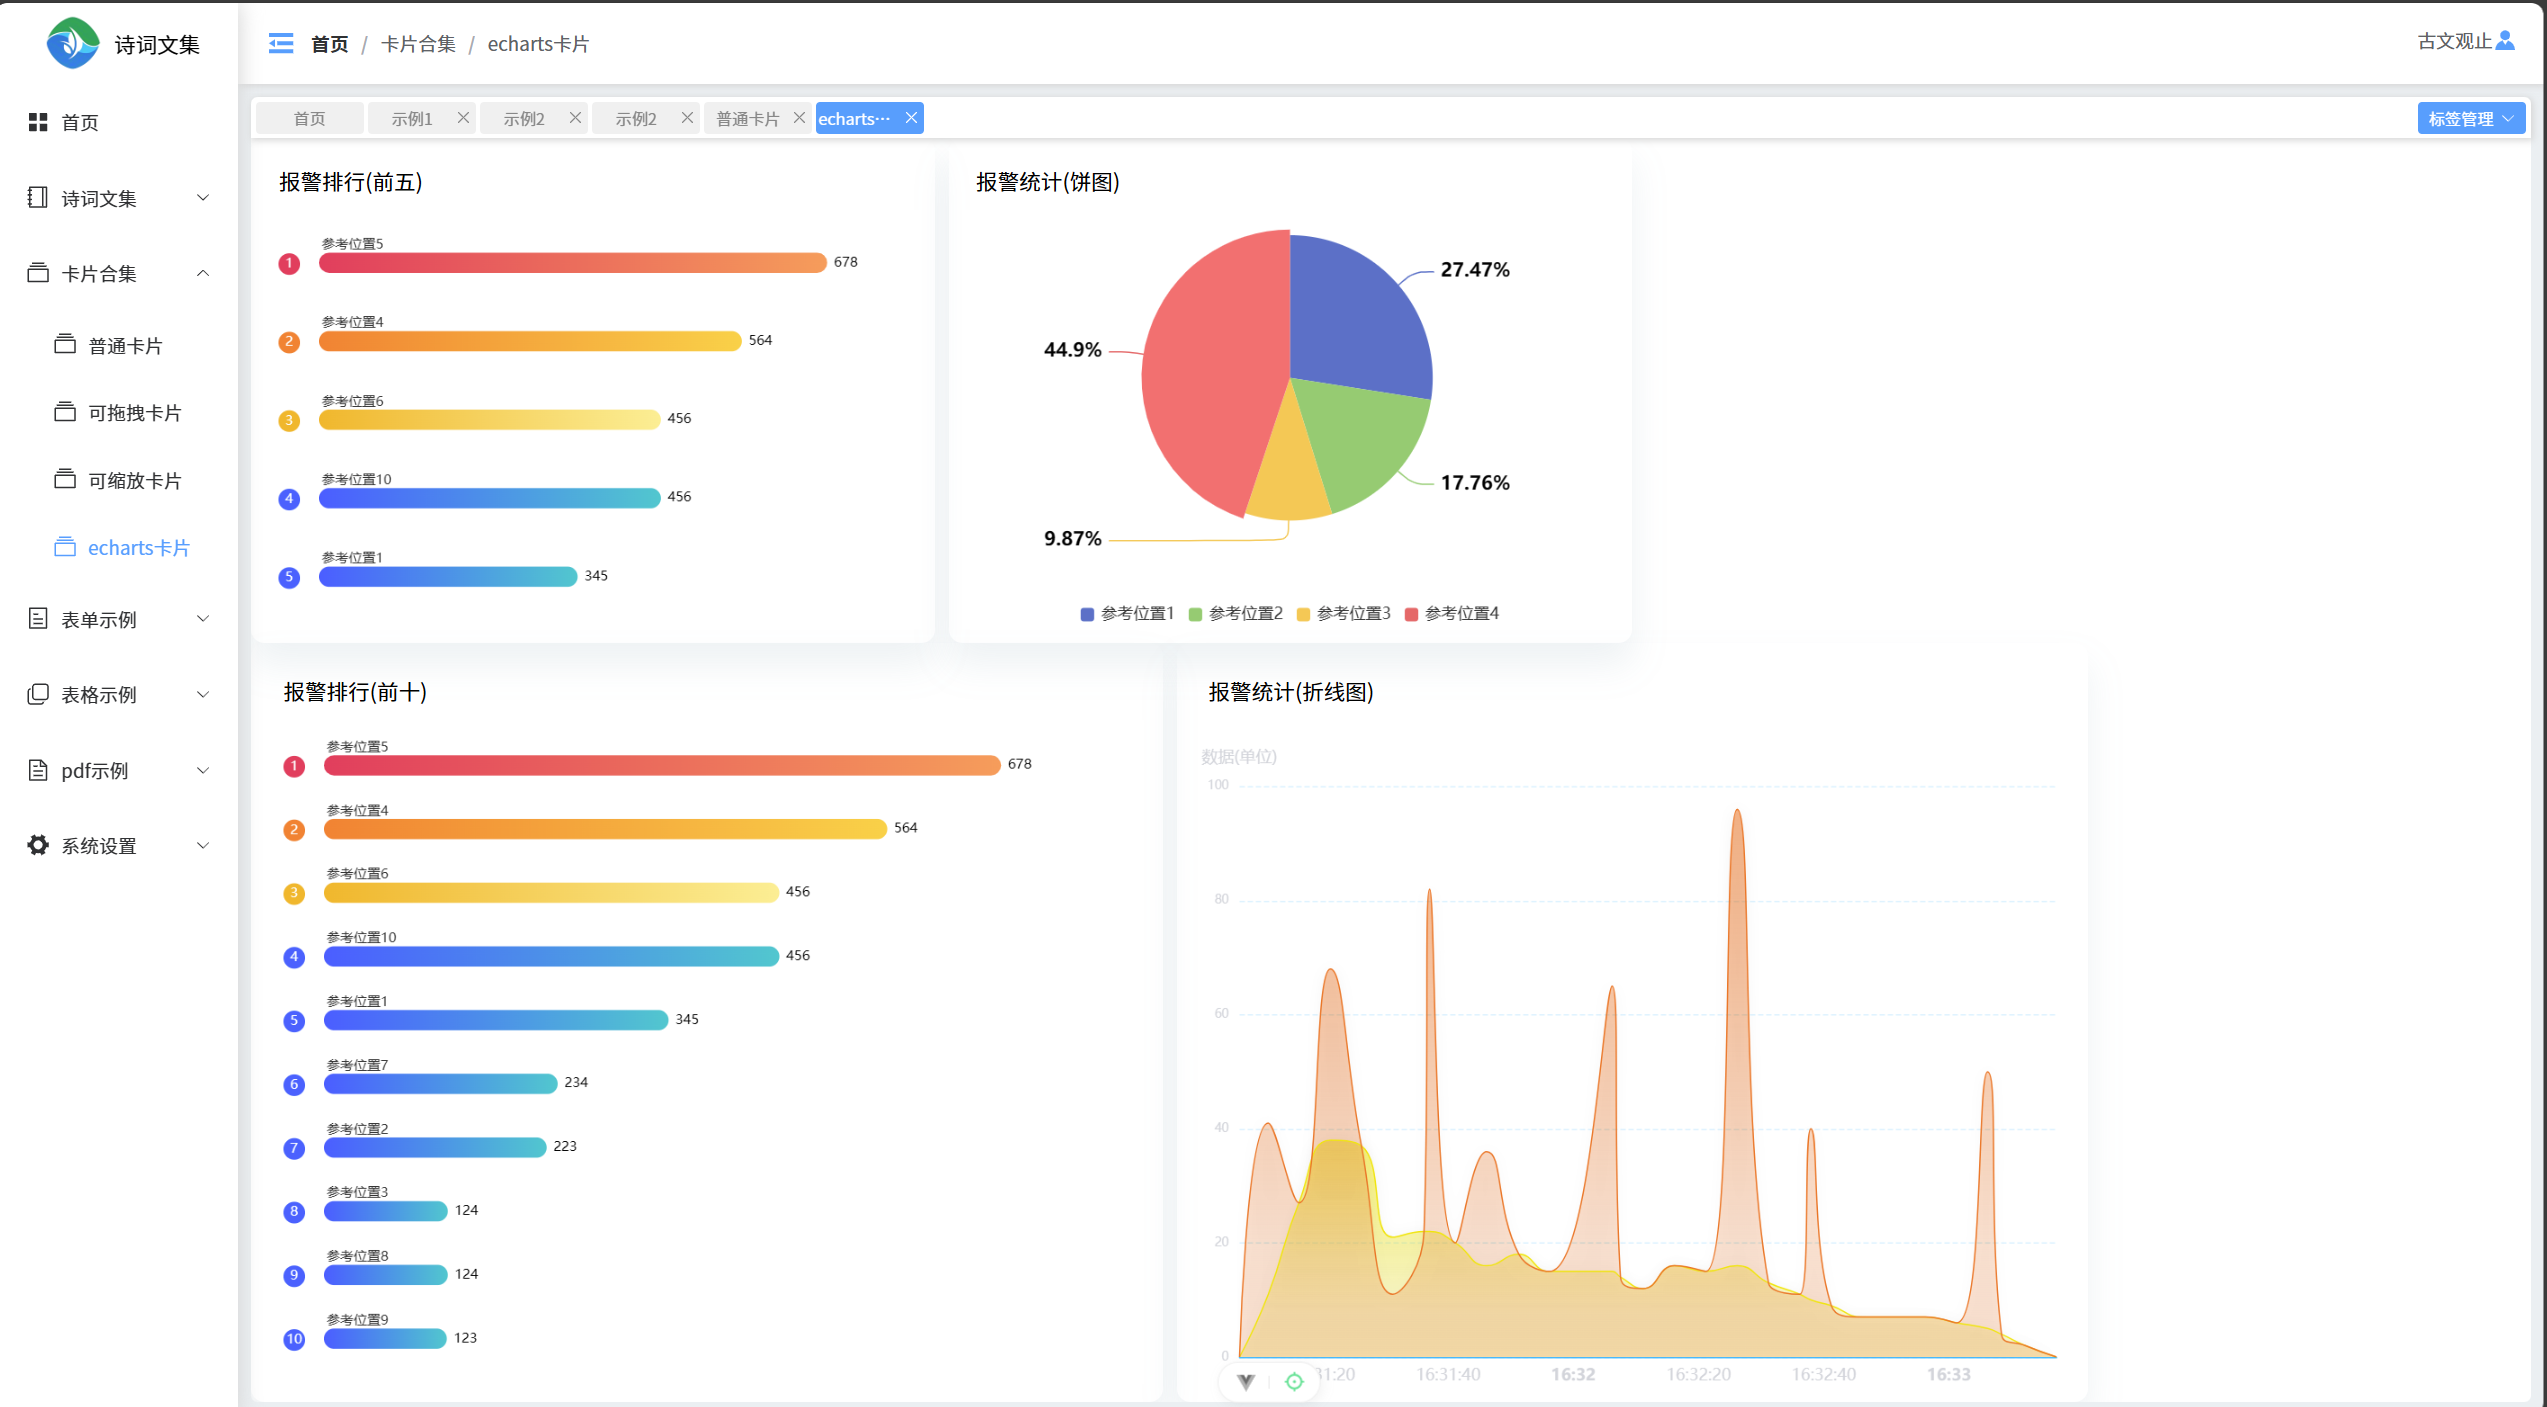 诗词文集
首页 / 卡片合集 / echarts卡片
古文观止
首页
诗词文集
卡片合集
普通卡片
可拖拽卡片
可缩放卡片
echarts卡片
表单示例
表格示例
pdf示例
系统设置
首页 示例1 示例2 示例2 普通卡片 echarts···
标签管理
报警排行(前五)
参考位置5
1 678
参考位置4
2 564
参考位置6
3 456
参考位置10
4 456
参考位置1
5 345
报警统计(饼图)
27.47%
44.9%
17.76%
9.87%
参考位置1 参考位置2 参考位置3 参考位置4
报警排行(前十)
参考位置5
1 678
参考位置4
2 564
参考位置6
3 456
参考位置10
4 456
参考位置1
5 345
参考位置7
6 234
参考位置2
7 223
参考位置3
8 124
参考位置8
9 124
参考位置9
10 123
报警统计(折线图)
数据(单位)
100
80
60
40
20
0
31:20 16:31:40 16:32 16:32:20 16:32:40 16:33